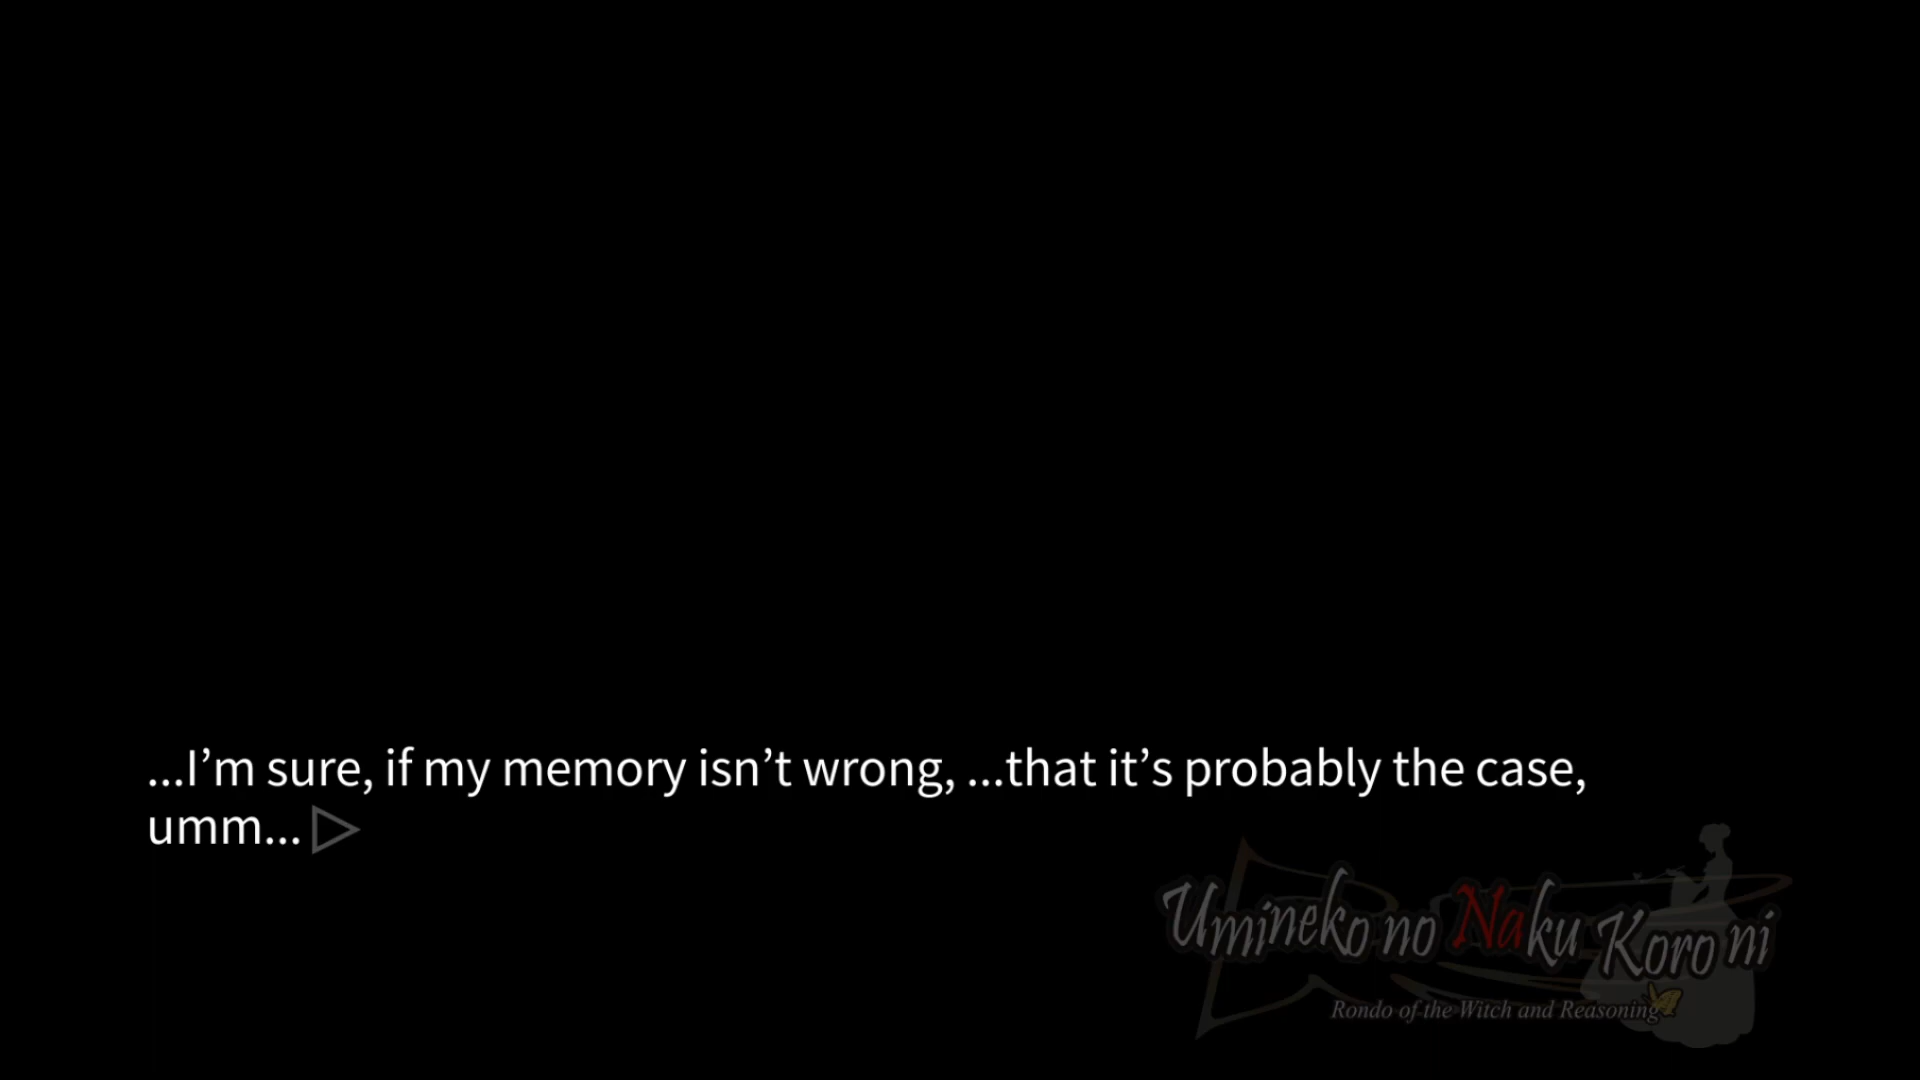 ...I’m sure, if my memory isn’t wrong, ...that it’s probably the case,
umm...
Umineko no Naku Koro ni
Rondo of the Witch and Reasoning